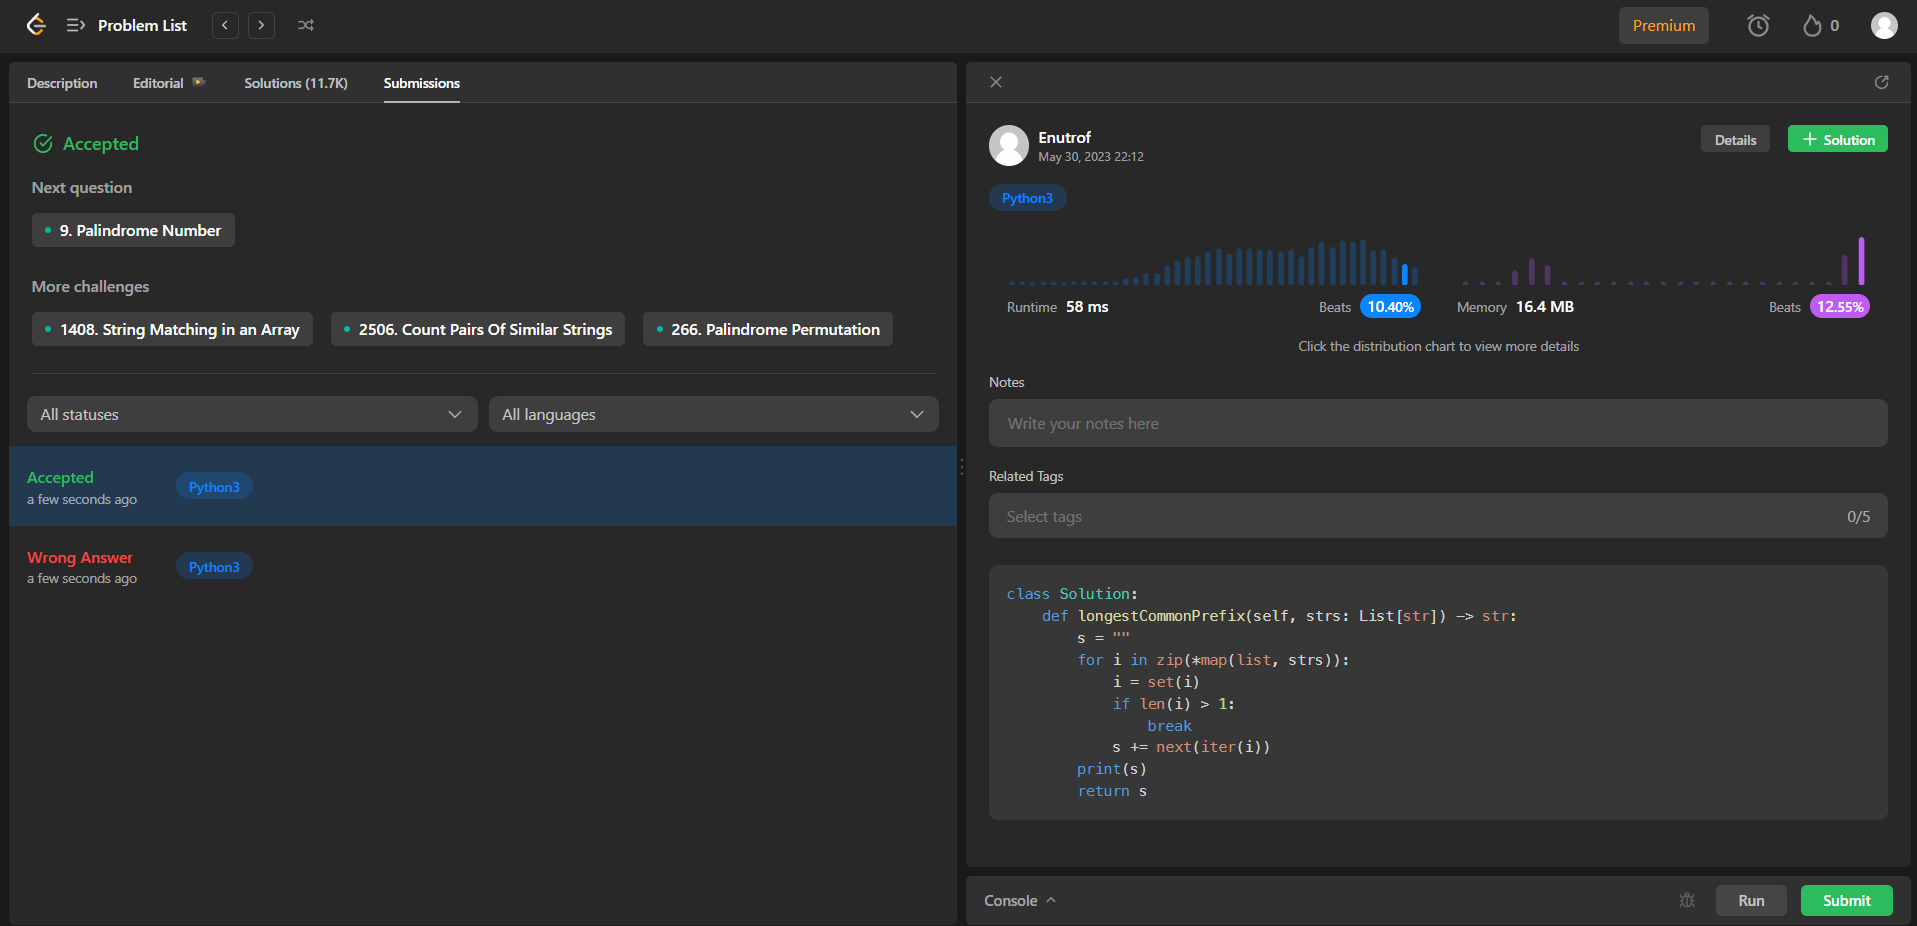 Problem List
Premium
0
Description
Editorial
Solutions (11.7K)
Submissions
Accepted
Next question
9. Palindrome Number
More challenges
1408. String Matching in an Array
2506. Count Pairs Of Similar Strings
266. Palindrome Permutation
All statuses
All languages
Accepted
a few seconds ago
Python3
Wrong Answer
a few seconds ago
Python3
Enutrof
May 30, 2023 22:12
Details
+ Solution
Python3
Runtime 58 ms
Beats 10.40%
Memory 16.4 MB
Beats 12.55%
Click the distribution chart to view more details
Notes
Write your notes here
Related Tags
Select tags
0/5
class Solution:
    def longestCommonPrefix(self, strs: List[str]) -> str:
        s = ""
        for i in zip(*map(list, strs)):
            i = set(i)
            if len(i) > 1:
                break
            s += next(iter(i))
        print(s)
        return s
Console
Run
Submit